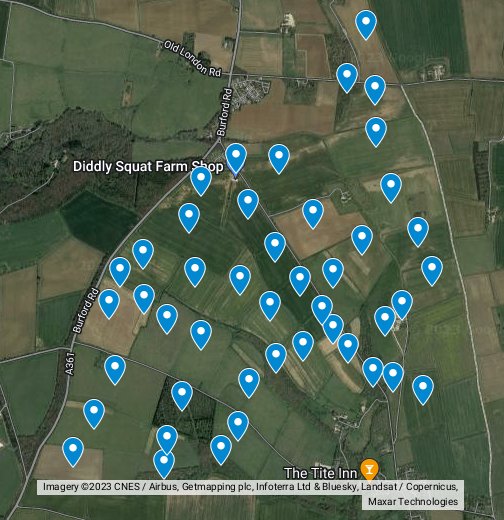 Old London Rd
Burford Rd
Diddly Squat Farm Shop
Burford Rd
A361
The Tite Inn
Imagery ©2023 CNES / Airbus, Getmapping plc, Infoterra Ltd & Bluesky, Landsat / Copernicus,
Maxar Technologies